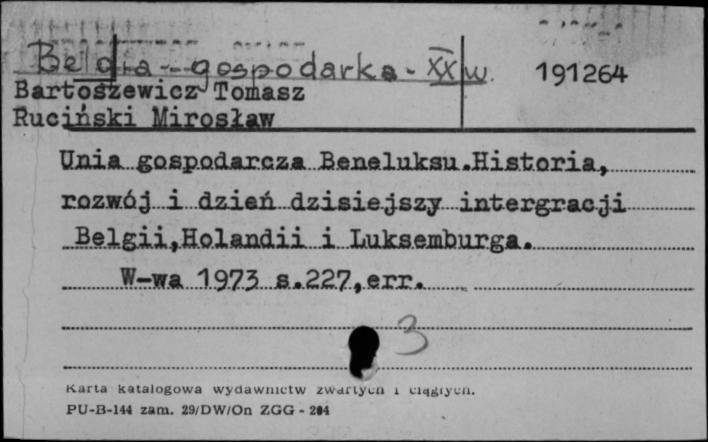 Belgia - gospodarka - XX w.
191264
Bartoszewicz Tomasz
Ruciński Mirosław
Unia gospodarcza Beneluksu.Historia,
rozwój i dzień dzisiejszy intergracji
Belgii,Holandii i Luksemburga.
W-wa 1973 s.227,err.
3
Karta katalogowa wydawnictw zwartych i ciągłych.
PU-B-144 zam. 29/DW/On ZGG - 204